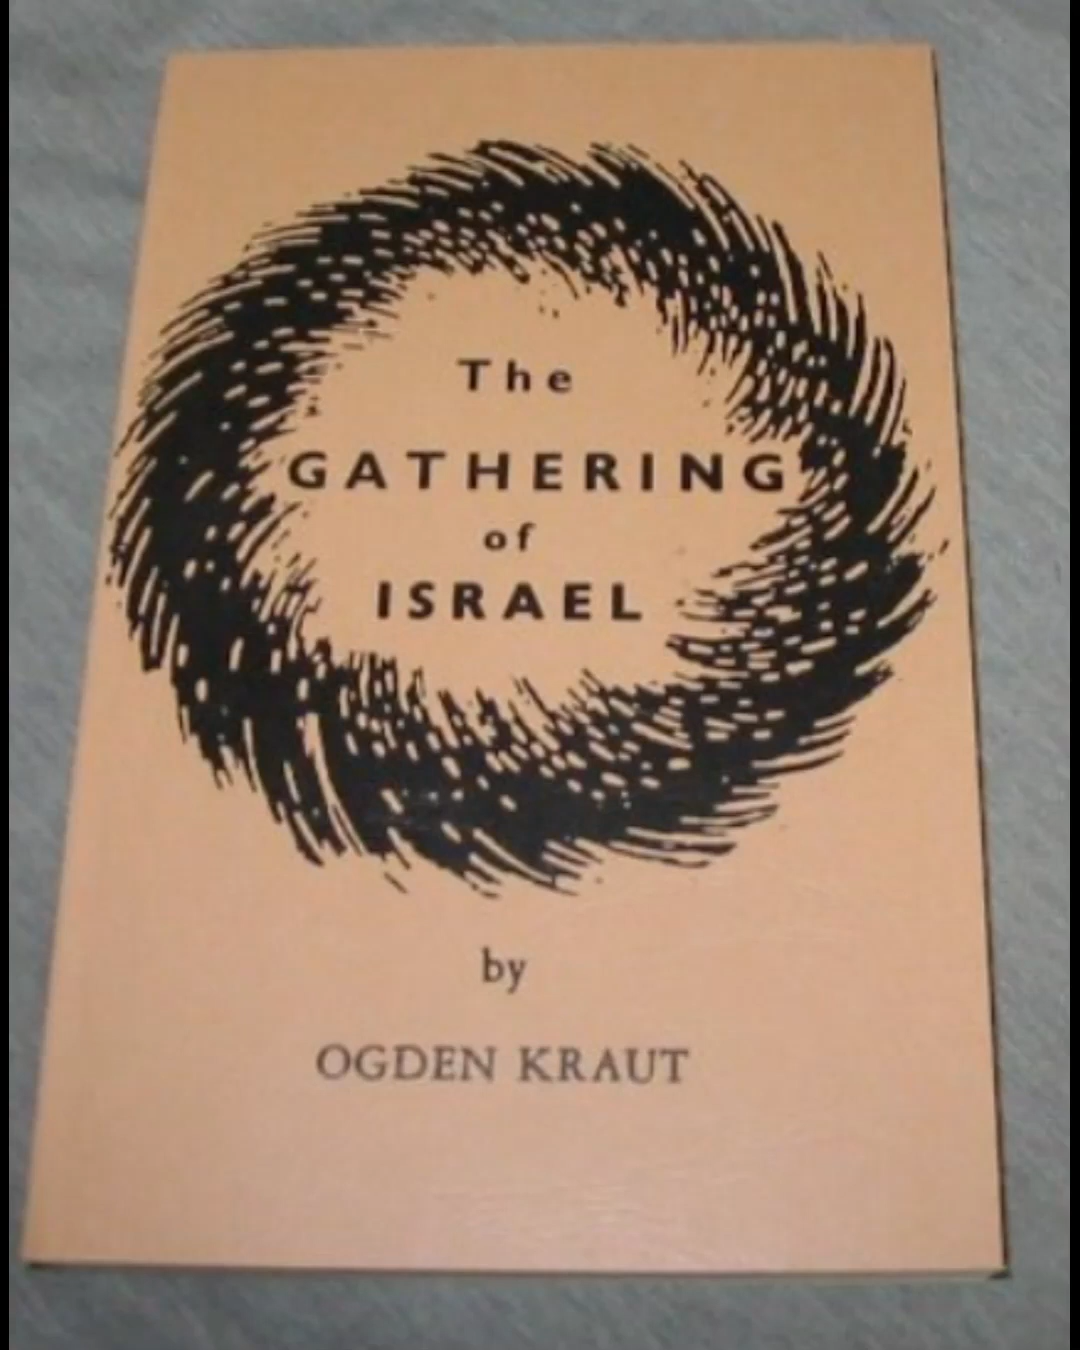 The
GATHERING
of
ISRAEL
by
OGDEN KRAUT